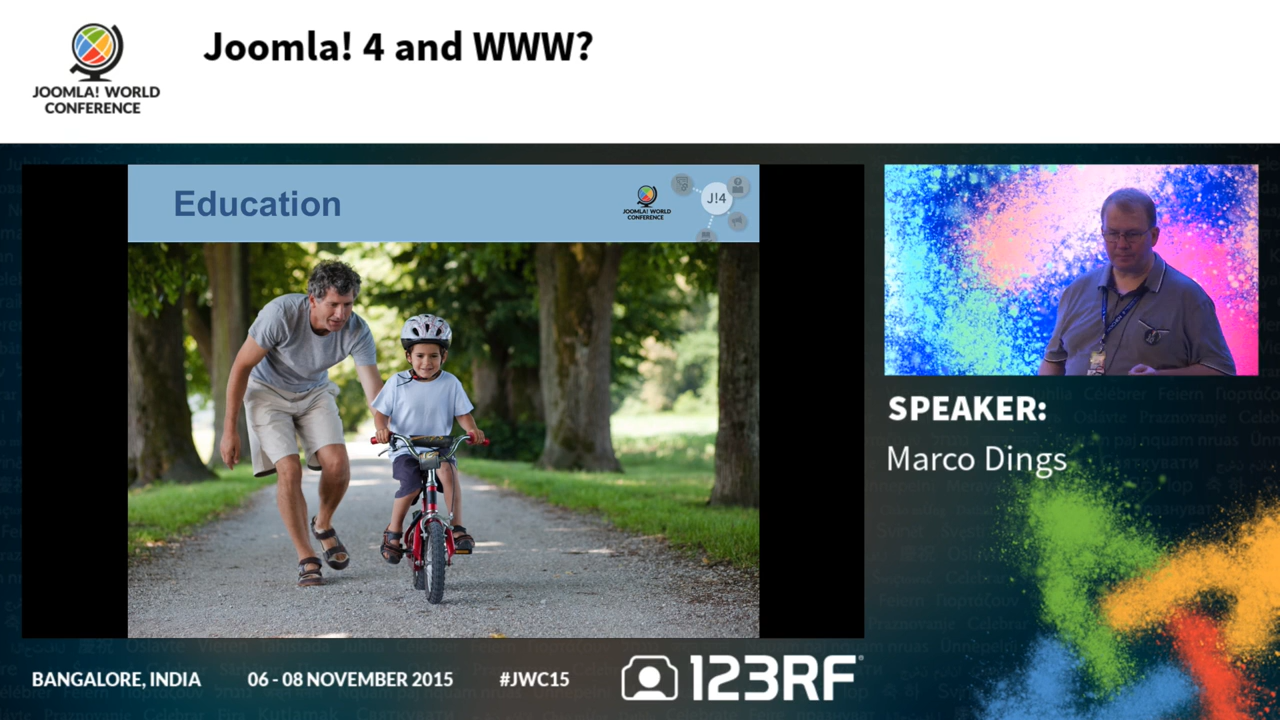 JOOMLA! WORLD
CONFERENCE
Joomla! 4 and WWW?
Education
JOOMLA! WORLD
CONFERENCE
J!4
SPEAKER:
Marco Dings
BANGALORE, INDIA
06 - 08 NOVEMBER 2015
#JWC15
123RF®